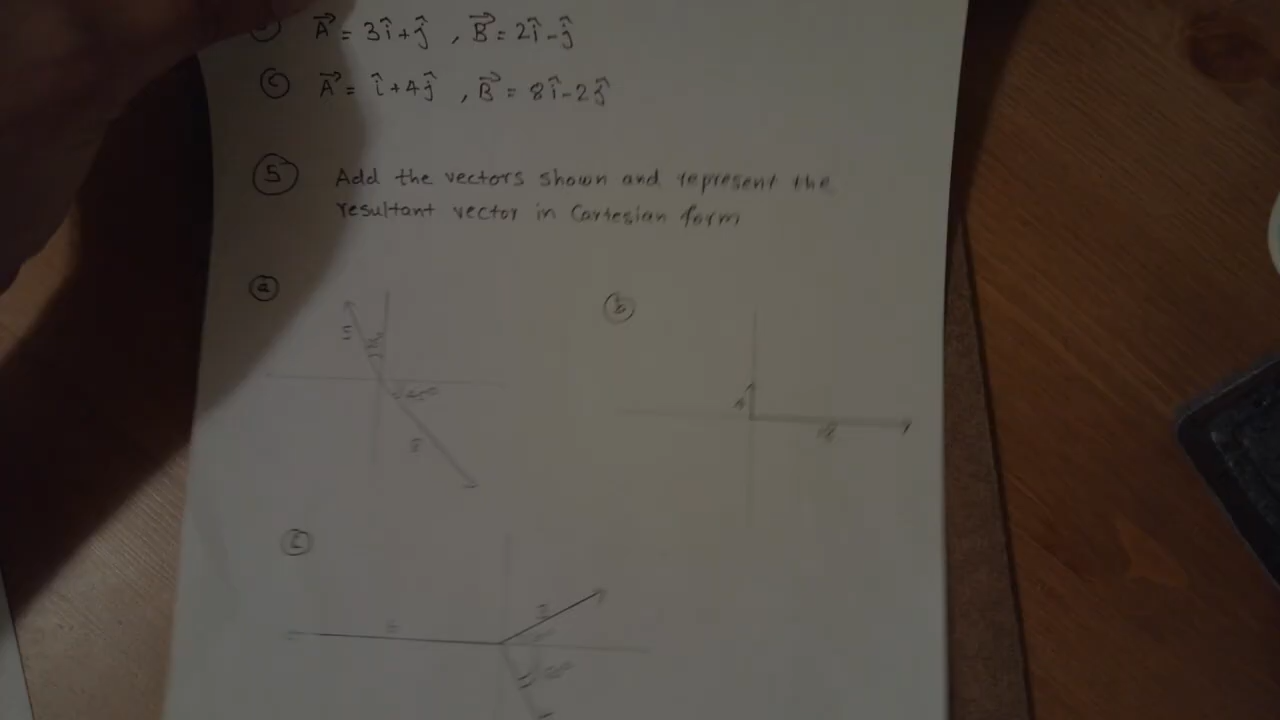 A⃗ = 3î+ĵ , B⃗ = 2î-ĵ
c A⃗ = î+4ĵ , B⃗ = 8î-2ĵ
5 Add the vectors shown and represent the
resultant vector in Cartesian form
a
b
45°
c